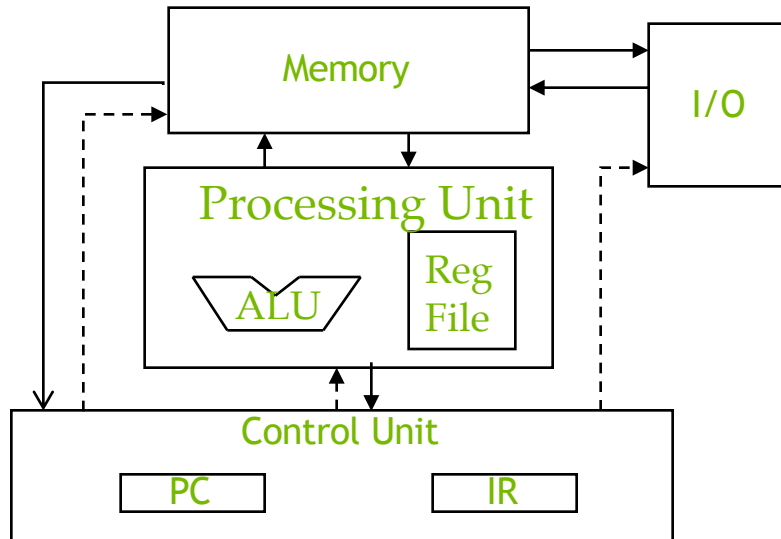 Memory
I/O
Processing Unit
ALU
Reg
File
Control Unit
PC
IR